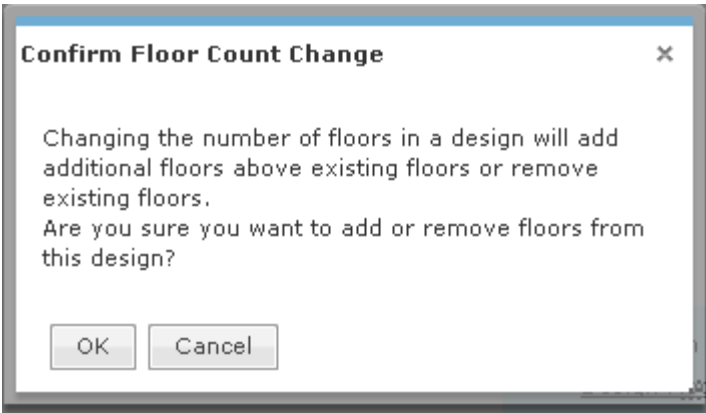 Confirm Floor Count Change
Changing the number of floors in a design will add
additional floors above existing floors or remove
existing floors.
Are you sure you want to add or remove floors from
this design?
OK
Cancel